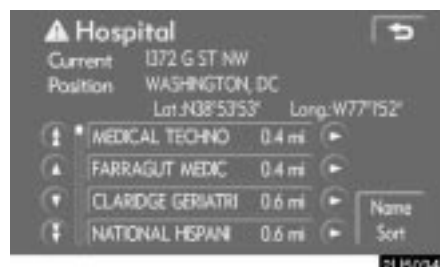 Hospital
Current 1372 G ST NW
Position WASHINGTON, DC
Lat.:N38°53'53" Long.:W77°1'52"
MEDICAL TECHNO 0.4 mi
FARRAGUT MEDIC 0.4 mi
CLARIDGE GERIATRI 0.6 mi
NATIONAL HISPANI 0.6 mi
Name
Sort